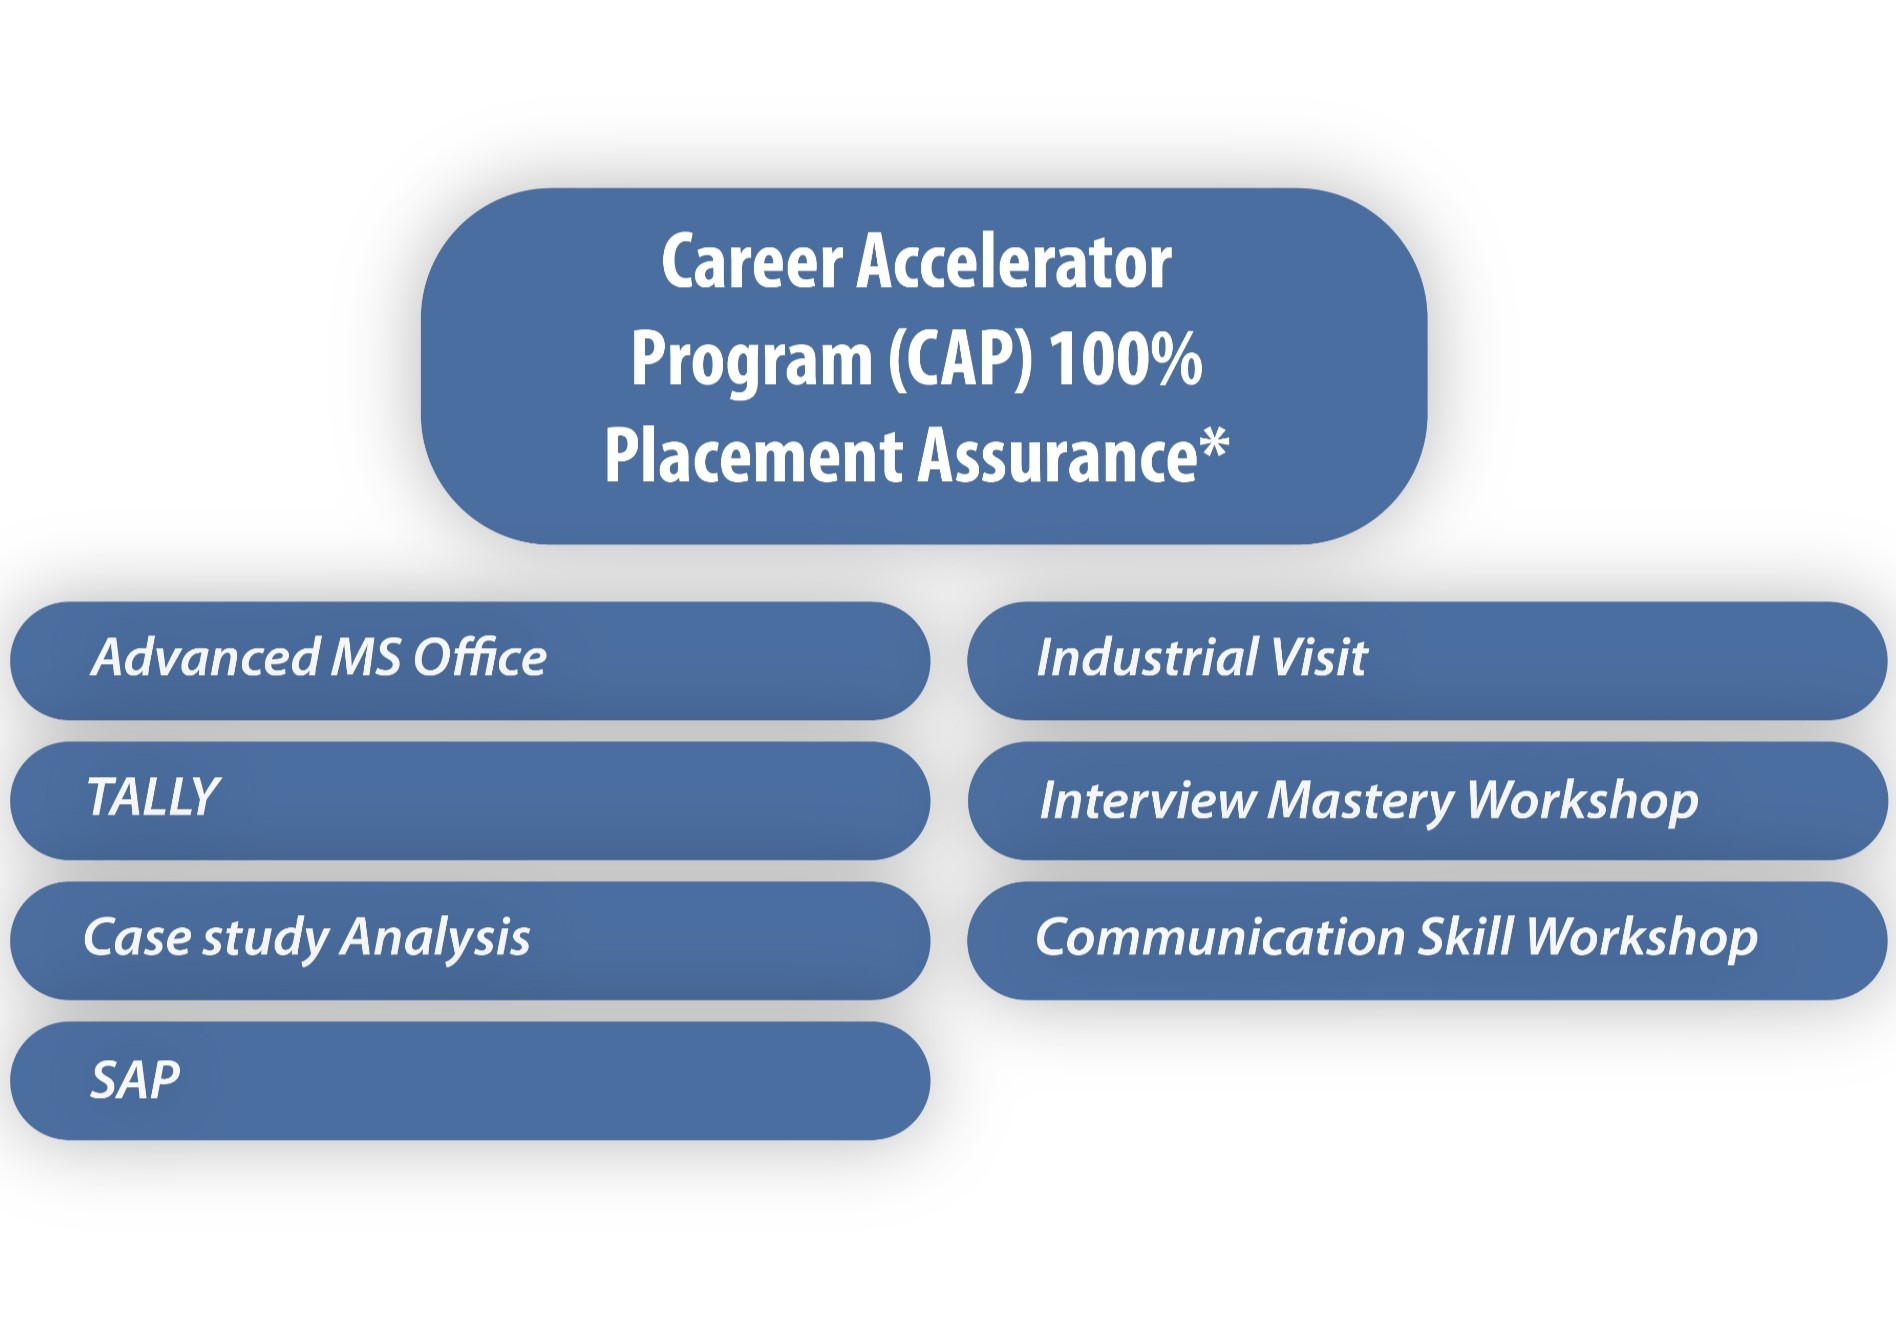 Career Accelerator
Program (CAP) 100%
Placement Assurance*
Advanced MS Office
TALLY
Case study Analysis
SAP
Industrial Visit
Interview Mastery Workshop
Communication Skill Workshop